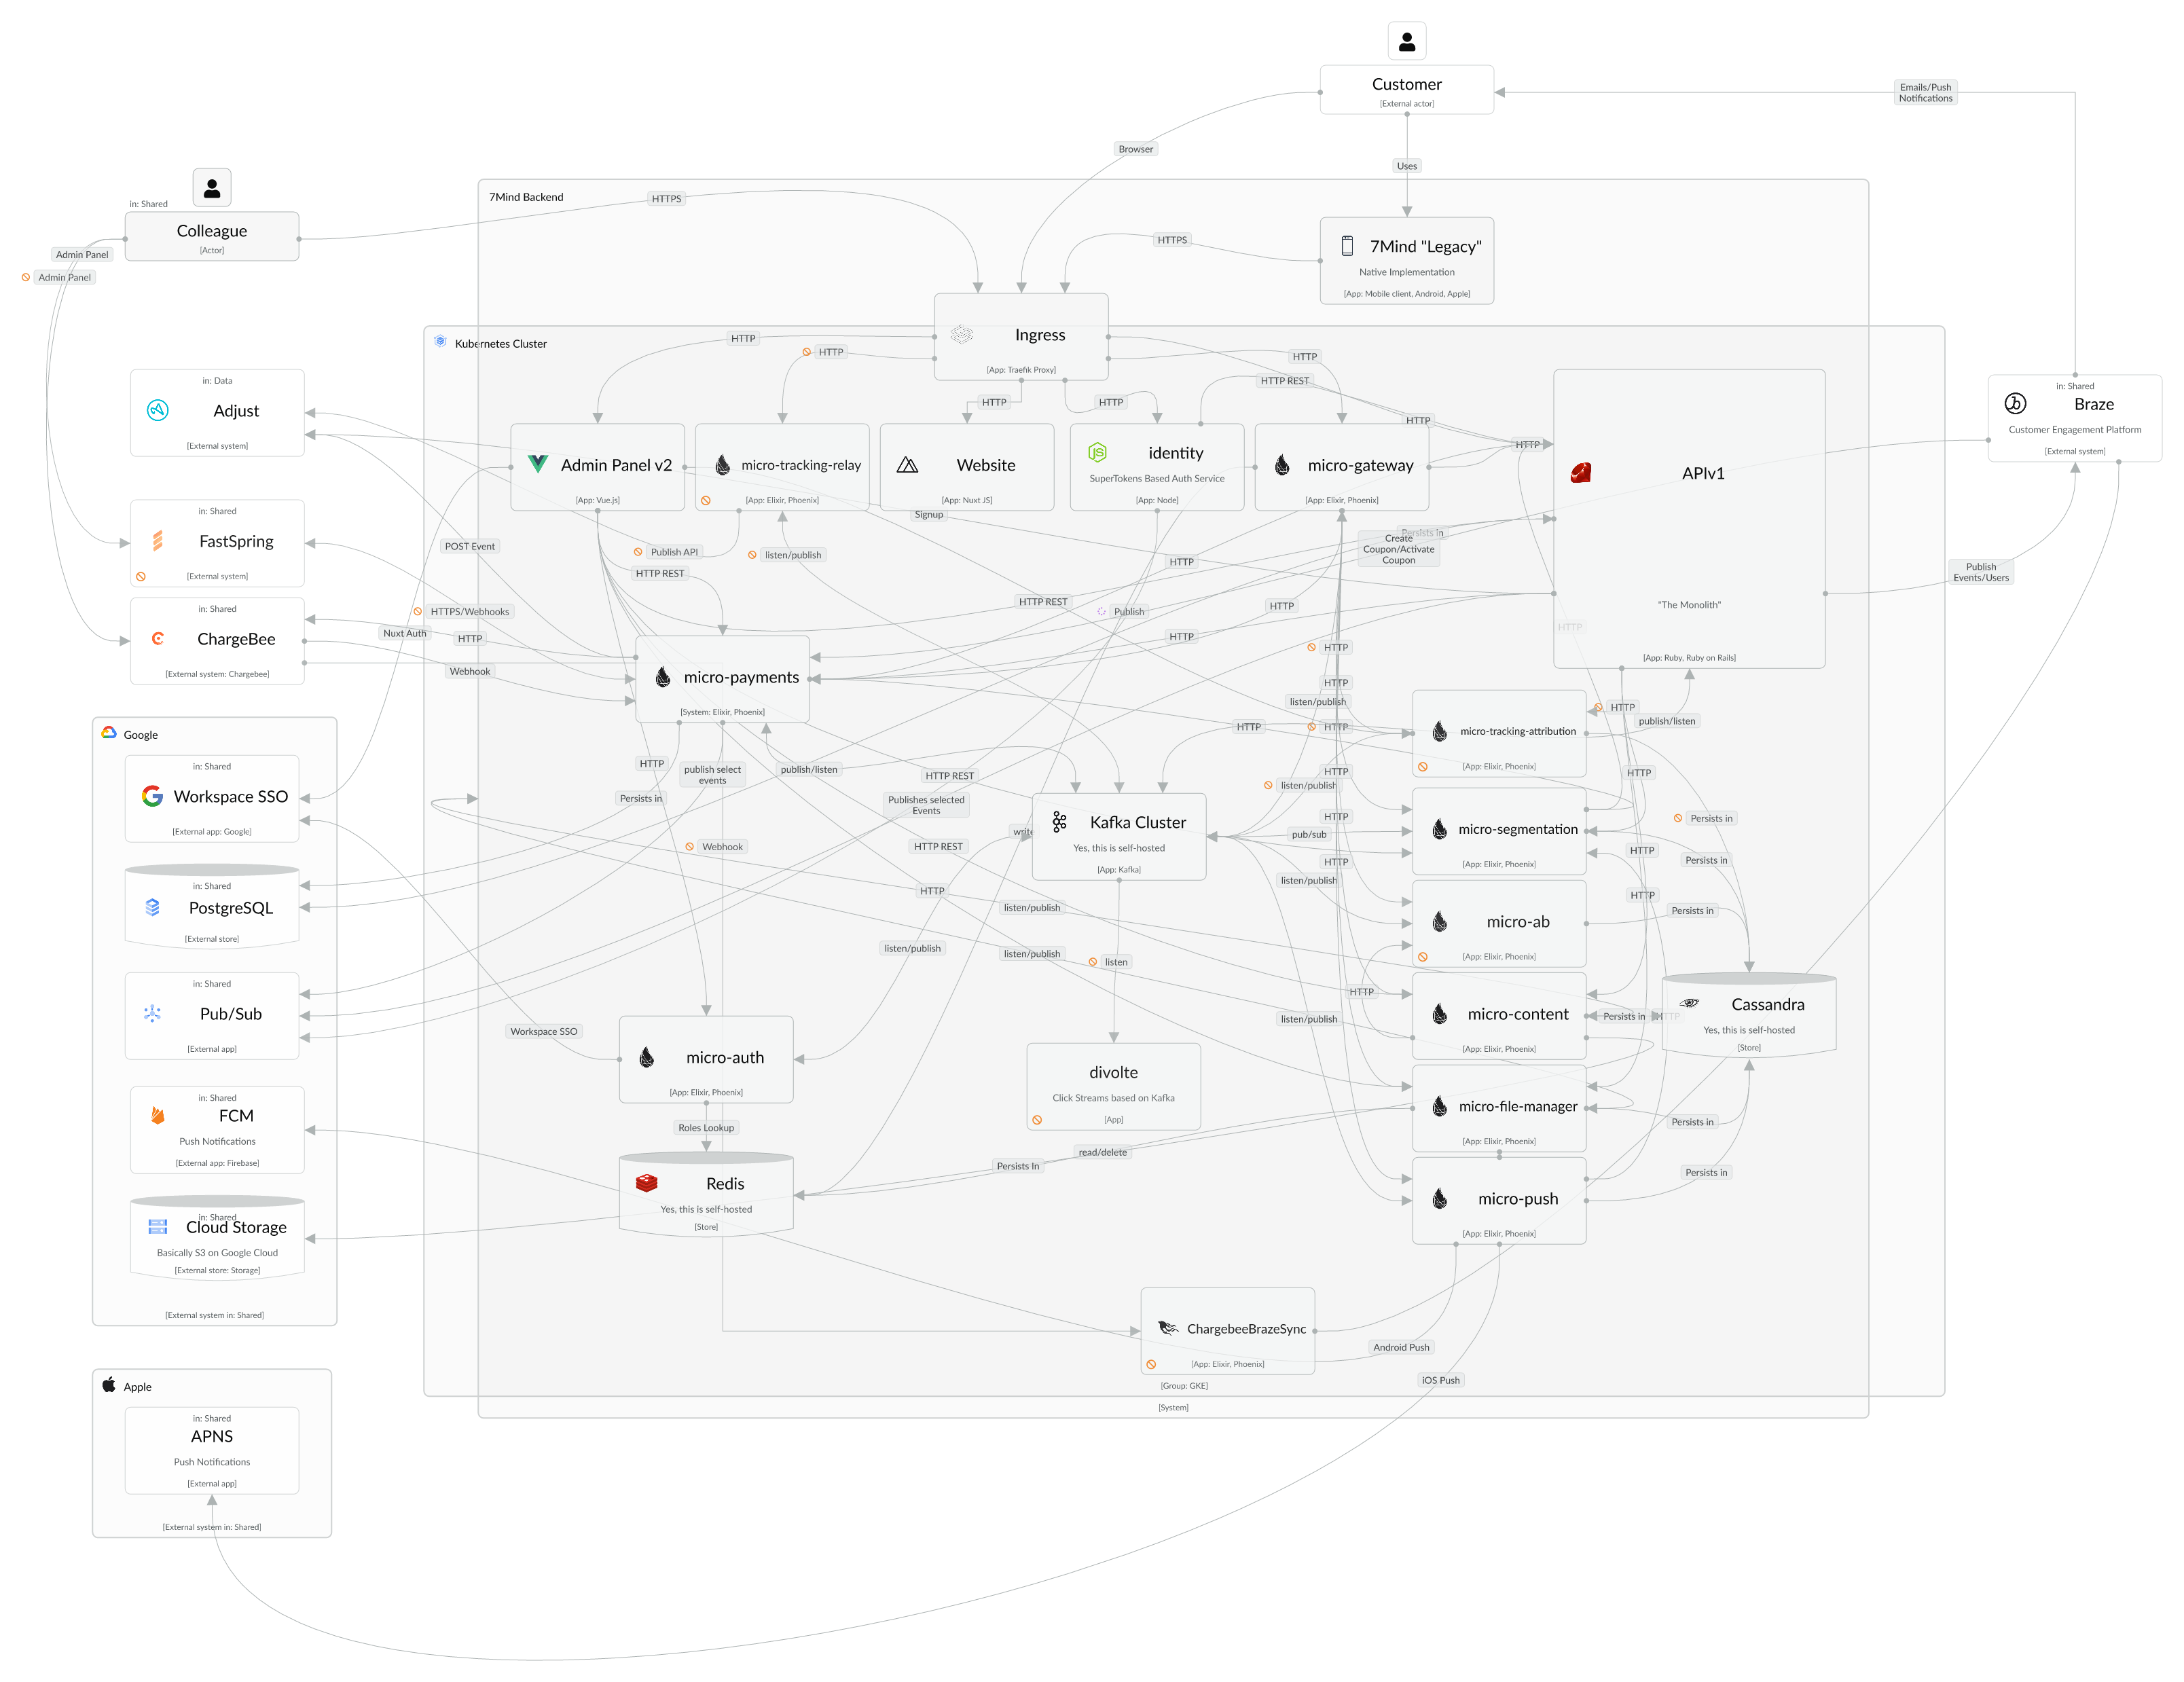 Customer
[External actor]
Emails/Push
Notifications
Browser
Uses
in: Shared
Colleague
[Actor]
HTTPS
7Mind Backend
Admin Panel
Admin Panel
HTTPS
7Mind "Legacy"
Native Implementation
[App: Mobile client, Android, Apple]
Ingress
[App: Traefik Proxy]
Kubernetes Cluster
HTTP
HTTP
HTTP
HTTP REST
HTTP
HTTP
HTTP
HTTP
in: Data
Adjust
[External system]
in: Shared
Braze
Customer Engagement Platform
[External system]
Admin Panel v2
[App: Vue.js]
micro-tracking-relay
[App: Elixir, Phoenix]
Website
[App: Nuxt JS]
identity
SuperTokens Based Auth Service
[App: Node]
micro-gateway
[App: Elixir, Phoenix]
APIv1
"The Monolith"
[App: Ruby, Ruby on Rails]
Signup
Persists in
Create
Coupon/Activate
Coupon
in: Shared
FastSpring
[External system]
POST Event
Publish API
listen/publish
HTTP REST
HTTP
HTTP REST
HTTP
Publish
Publish
Events/Users
HTTPS/Webhooks
in: Shared
ChargeBee
[External system: Chargebee]
Nuxt Auth
HTTP
Webhook
HTTP
HTTP
HTTP
micro-payments
[System: Elixir, Phoenix]
HTTP
listen/publish
HTTP
HTTP
HTTP
publish/listen
micro-tracking-attribution
[App: Elixir, Phoenix]
Google
in: Shared
Workspace SSO
[External app: Google]
HTTP
publish select
events
publish/listen
HTTP REST
Persists in
Publishes selected
Events
HTTP
listen/publish
HTTP
Kafka Cluster
Yes, this is self-hosted
[App: Kafka]
write
HTTP
pub/sub
micro-segmentation
[App: Elixir, Phoenix]
Persists in
Persists in
Webhook
HTTP REST
HTTP
HTTP
in: Shared
PostgreSQL
[External store]
HTTP
listen/publish
HTTP
listen/publish
micro-ab
[App: Elixir, Phoenix]
Persists in
listen/publish
listen/publish
listen
in: Shared
Pub/Sub
[External app]
HTTP
micro-content
[App: Elixir, Phoenix]
Persists in
Cassandra
Yes, this is self-hosted
[Store]
listen/publish
Workspace SSO
micro-auth
[App: Elixir, Phoenix]
divolte
Click Streams based on Kafka
[App]
micro-file-manager
[App: Elixir, Phoenix]
Persists in
in: Shared
FCM
Push Notifications
[External app: Firebase]
Roles Lookup
read/delete
Persists In
Persists in
Redis
Yes, this is self-hosted
[Store]
micro-push
[App: Elixir, Phoenix]
in: Shared
Cloud Storage
Basically S3 on Google Cloud
[External store: Storage]
[External system in: Shared]
ChargebeeBrazeSync
[App: Elixir, Phoenix]
Android Push
iOS Push
[Group: GKE]
[System]
Apple
in: Shared
APNS
Push Notifications
[External app]
[External system in: Shared]